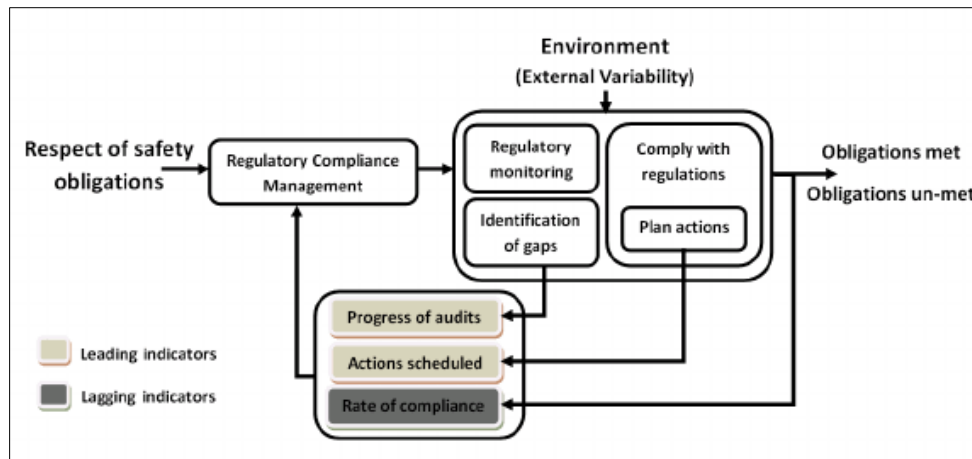 Environment
(External Variability)
Respect of safety
obligations
Regulatory Compliance
Management
Regulatory
monitoring
Identification
of gaps
Comply with
regulations
Plan actions
Obligations met
Obligations un-met
Progress of audits
Actions scheduled
Rate of compliance
Leading indicators
Lagging indicators